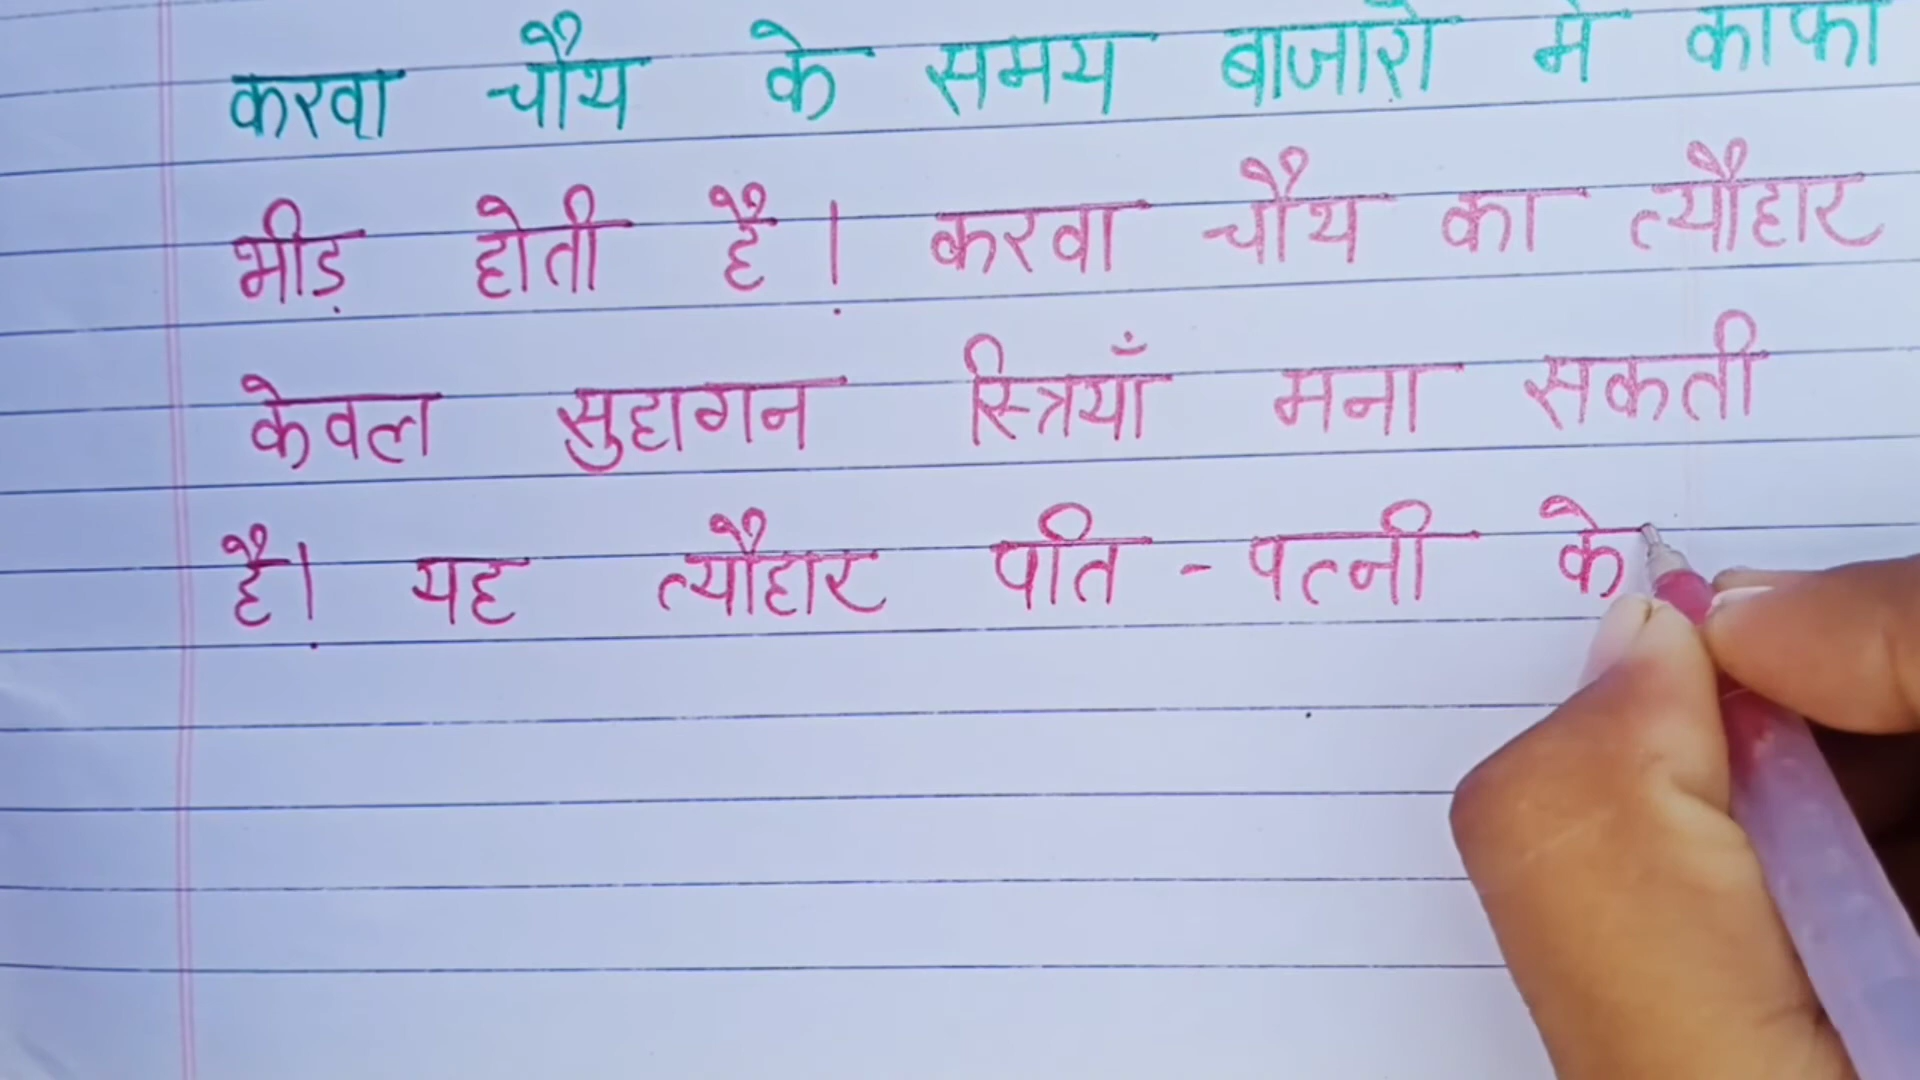 करवा चौथ के समय बाजारों में काफी
भीड़ होती है। करवा चौथ का त्यौहार
केवल सुहागन स्त्रियाँ मना सकती
है। यह त्यौहार पति - पत्नी के